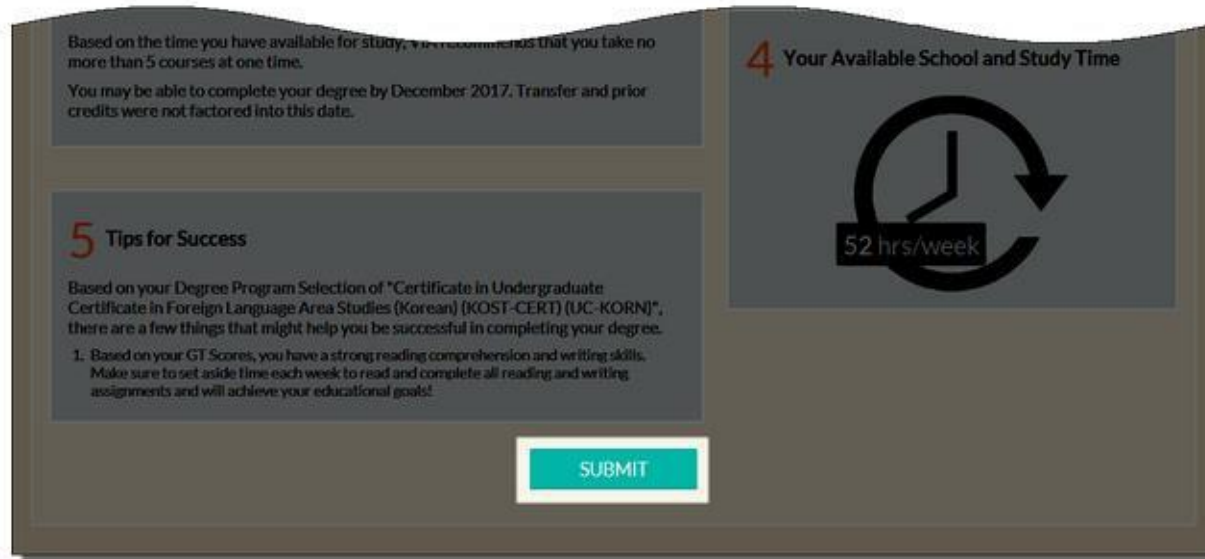 Based on the time you have available for study, VIA recommends that you take no
more than 5 courses at one time.
You may be able to complete your degree by December 2017. Transfer and prior
credits were not factored into this date.
4 Your Available School and Study Time
52 hrs/week
5 Tips for Success
Based on your Degree Program Selection of "Certificate in Undergraduate
Certificate in Foreign Language Area Studies (Korean) (KOST-CERT) (UC-KORN)",
there are a few things that might help you be successful in completing your degree.
1. Based on your GT Scores, you have a strong reading comprehension and writing skills.
Make sure to set aside time each week to read and complete all reading and writing
assignments and will achieve your educational goals!
SUBMIT